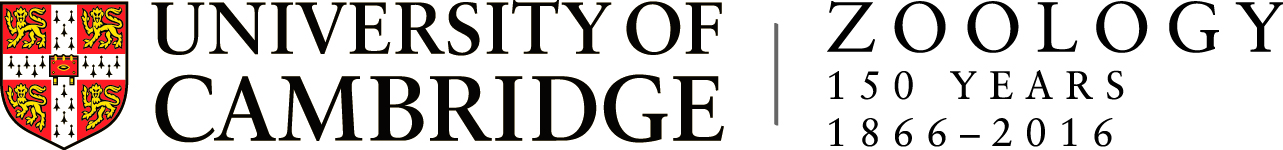 UNIVERSITY OF
CAMBRIDGE
ZOOLOGY
150 YEARS
1866–2016